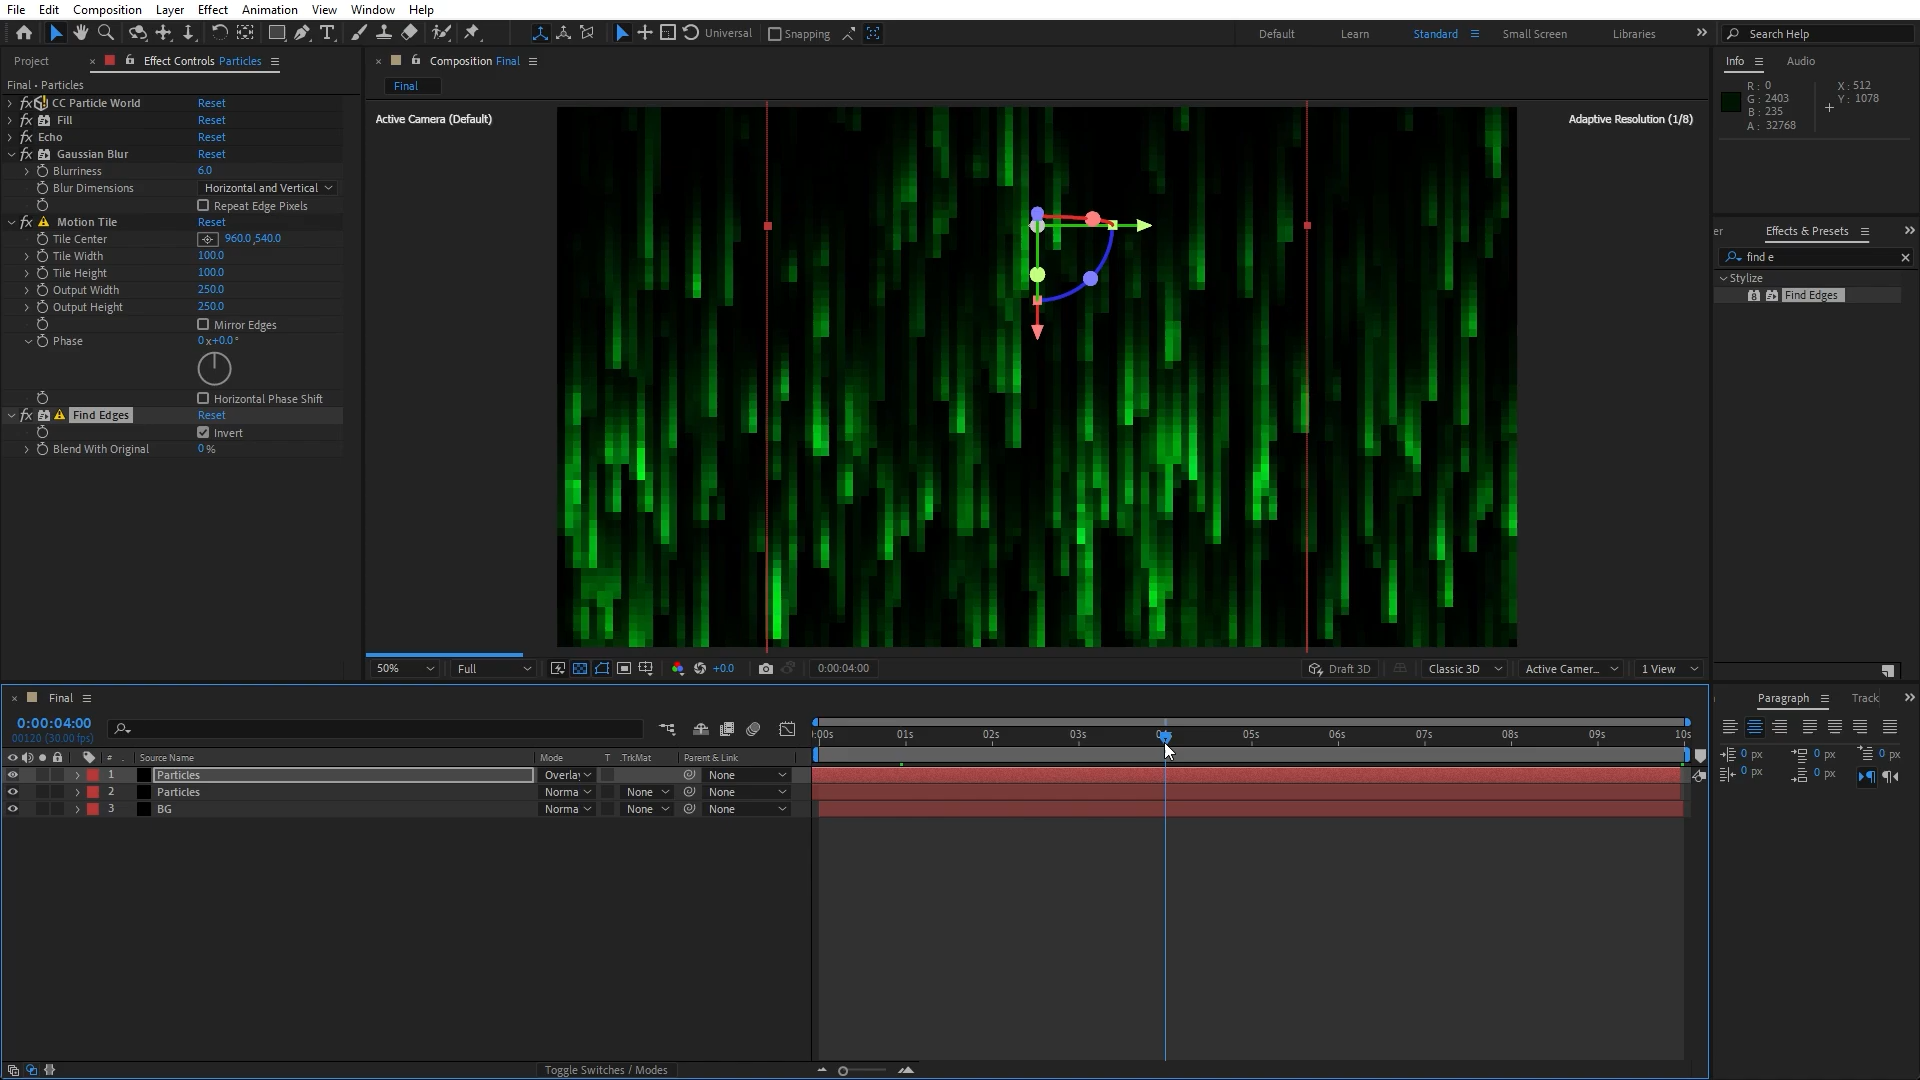 File Edit Composition Layer Effect Animation View Window Help
Universal Snapping Default Learn Standard Small Screen Libraries Search Help
Project Effect Controls Particles
Composition Final
Info Audio
Final • Particles
Final
CC Particle World Reset
Fill Reset
Echo Reset
Gaussian Blur Reset
Blurriness 6.0
Blur Dimensions Horizontal and Vertical
Repeat Edge Pixels
Motion Tile Reset
Tile Center 960.0,540.0
Tile Width 100.0
Tile Height 100.0
Output Width 250.0
Output Height 250.0
Mirror Edges
Phase 0x+0.0°
Horizontal Phase Shift
Find Edges Reset
Invert
Blend With Original 0%
Active Camera (Default)
Adaptive Resolution (1/8)
R: 0
G: 2403
B: 235
A: 32768
X: 512
Y: 1078
er Effects & Presets
find e
Stylize
Find Edges
50% Full +0.0 0:00:04:00 Draft 3D Classic 3D Active Camer... 1 View
Final
0:00:04:00
00120 (30.00 fps)
# Source Name Mode T .TrkMat Parent & Link
1 Particles Overla None
2 Particles Norma None None
3 BG Norma None None
:00s 01s 02s 03s 05s 06s 07s 08s 09s 10s
Paragraph Track
0 px 0 px 0 px
0 px 0 px
Toggle Switches / Modes